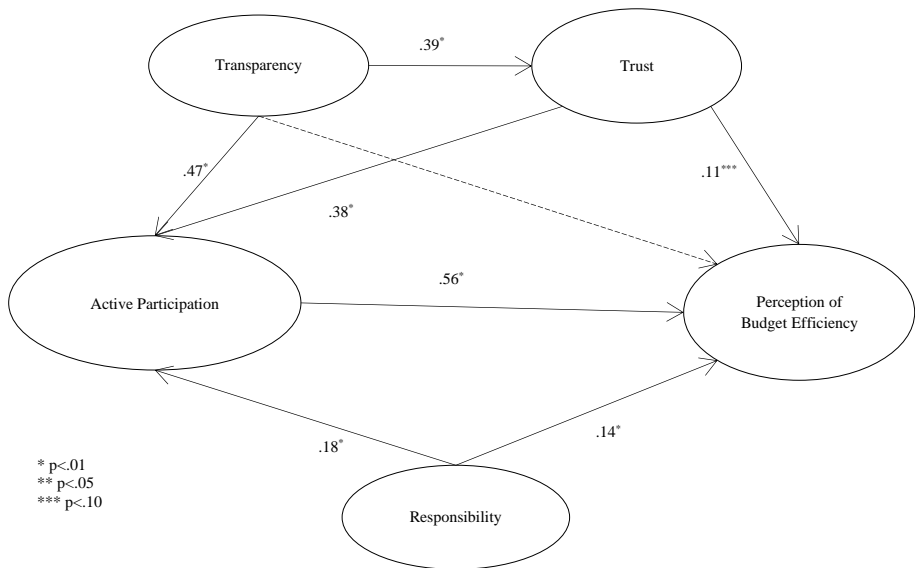 .39*
Transparency
Trust
.47*
.11***
.38*
.56*
Active Participation
Perception of
Budget Efficiency
.18*
.14*
* p<.01
** p<.05
*** p<.10
Responsibility